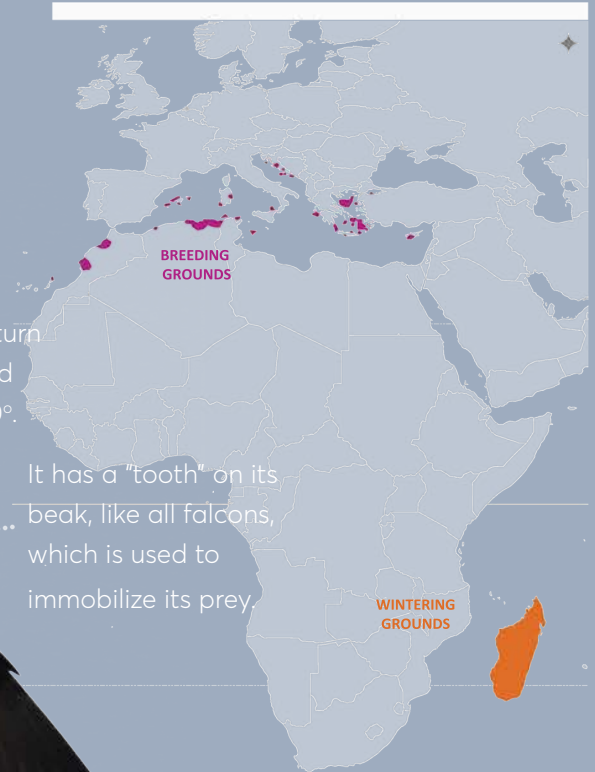 BREEDING
GROUNDS
turn
It has a "tooth" on its
beak, like all falcons,
which is used to
immobilize its prey.
WINTERING
GROUNDS